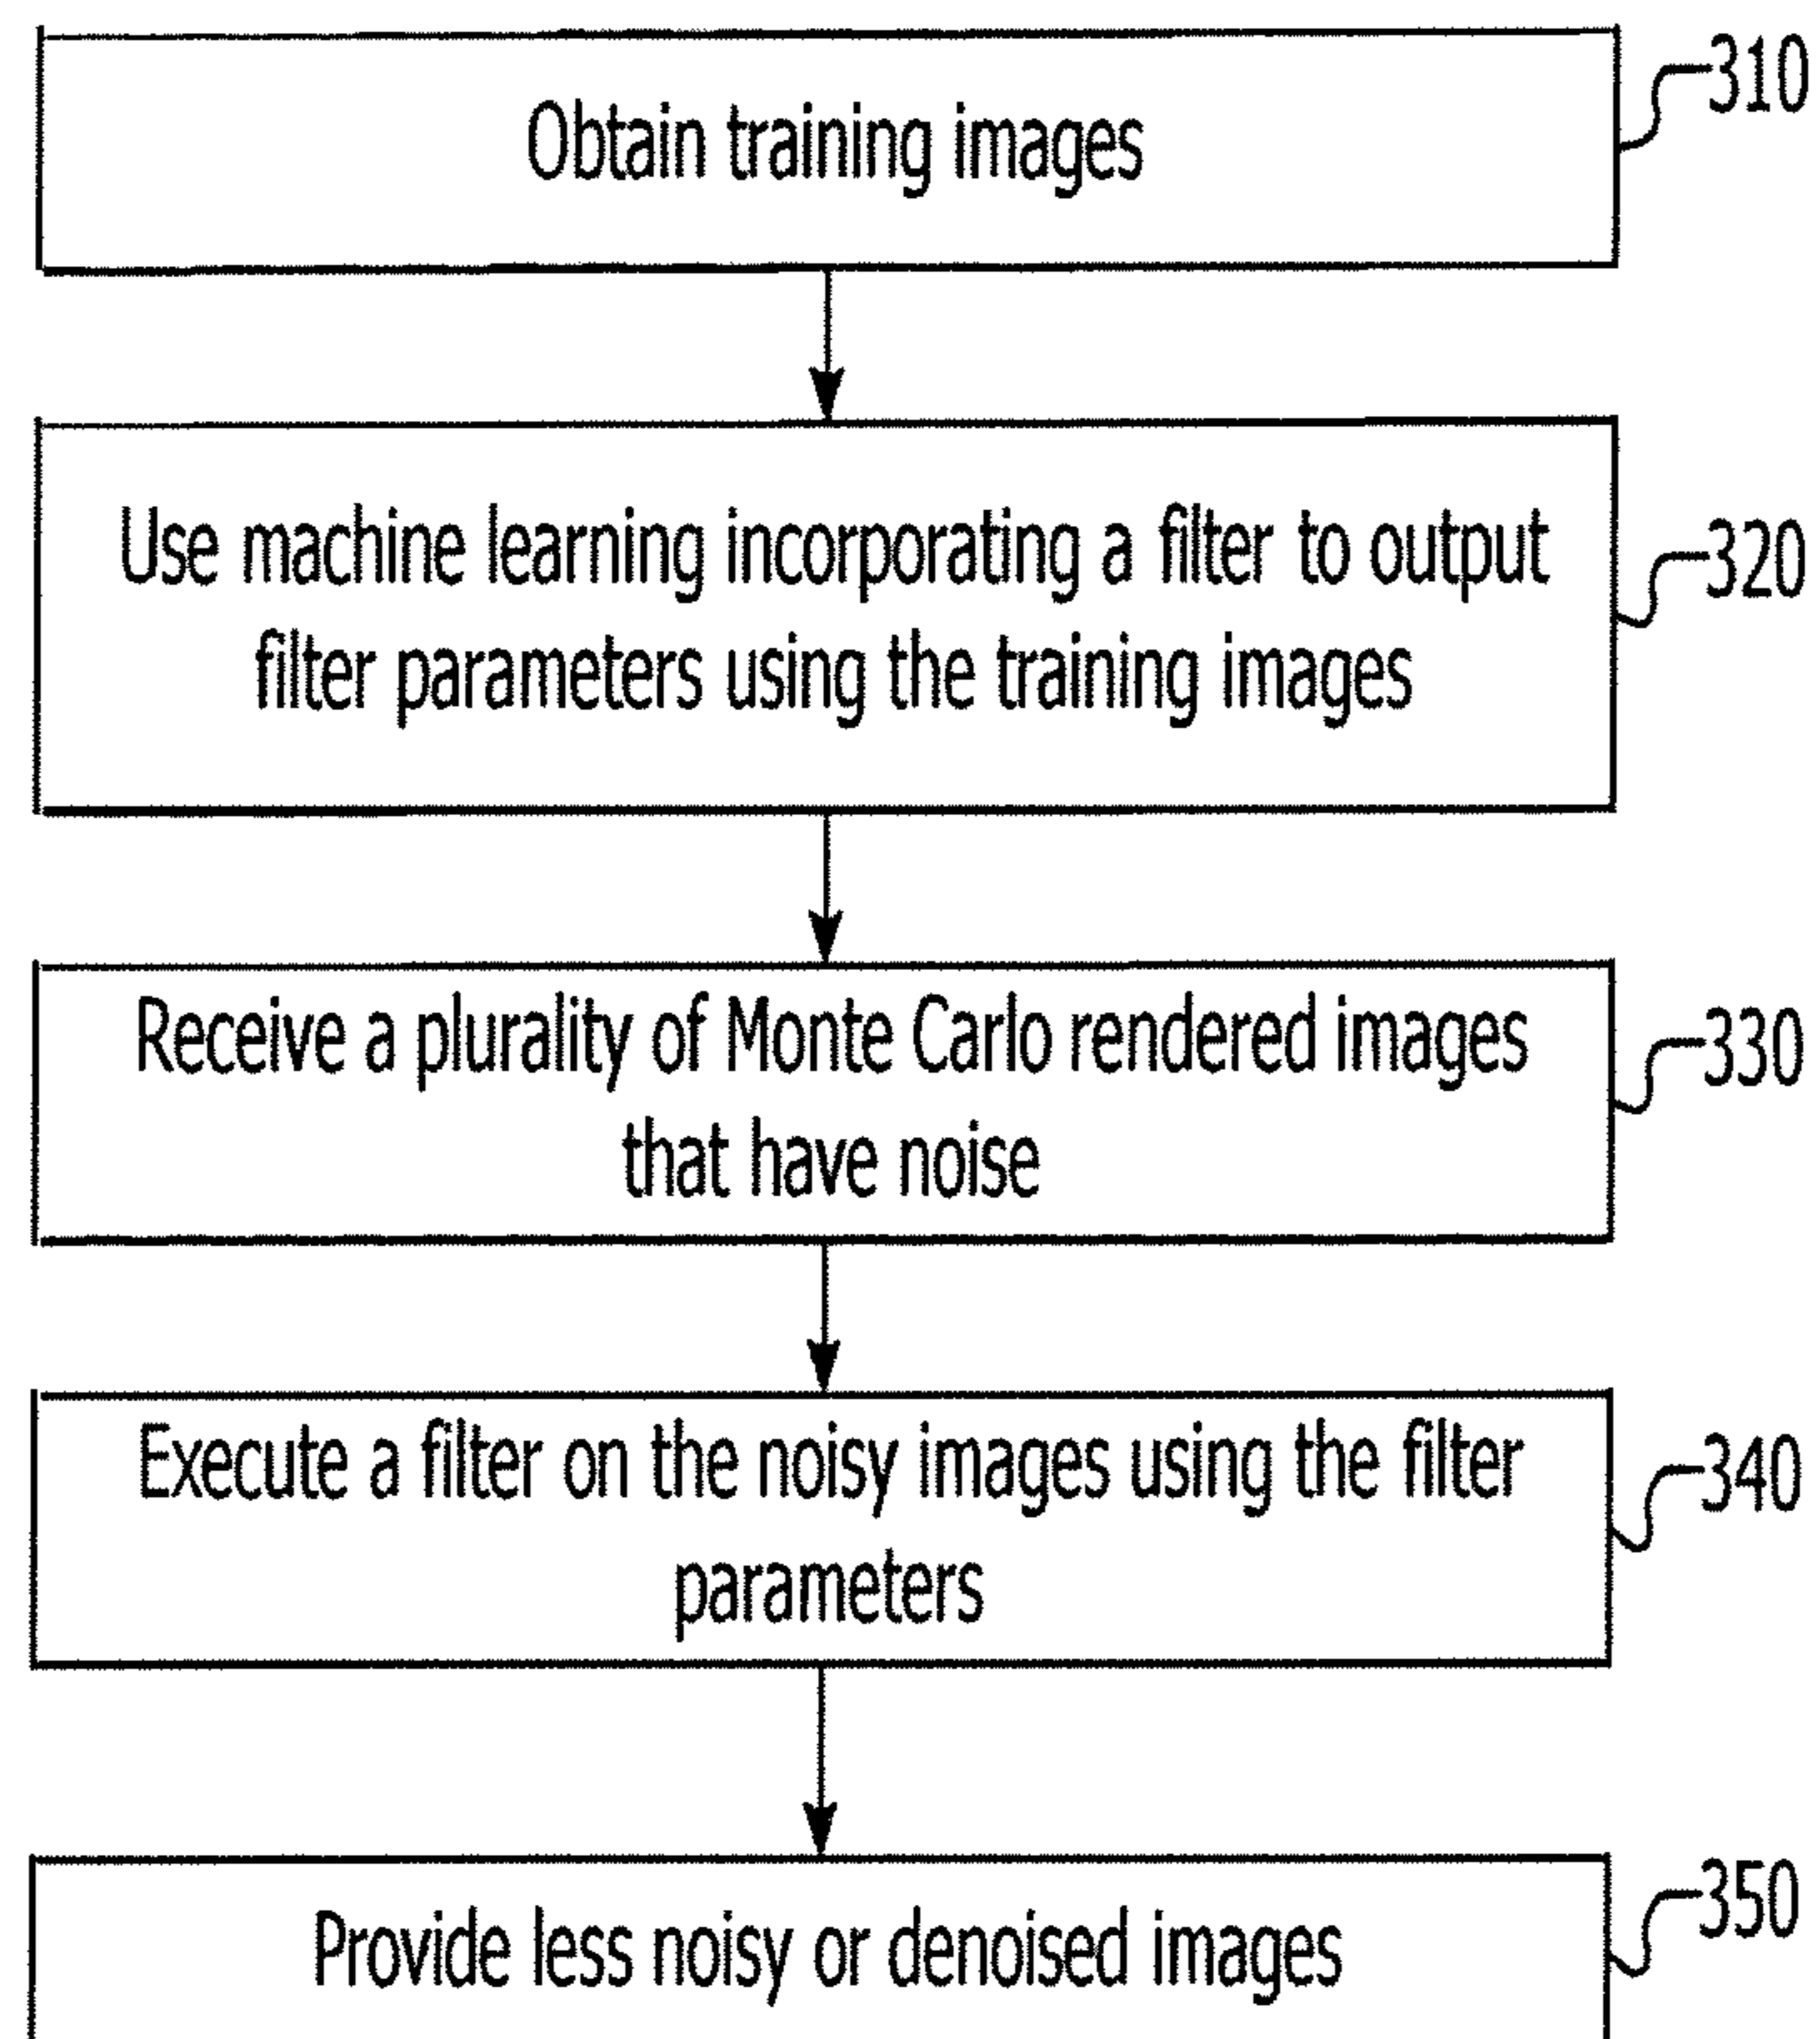 310
Obtain training images
320
Use machine learning incorporating a filter to output
filter parameters using the training images
330
Receive a plurality of Monte Carlo rendered images
that have noise
340
Execute a filter on the noisy images using the filter
parameters
350
Provide less noisy or denoised images